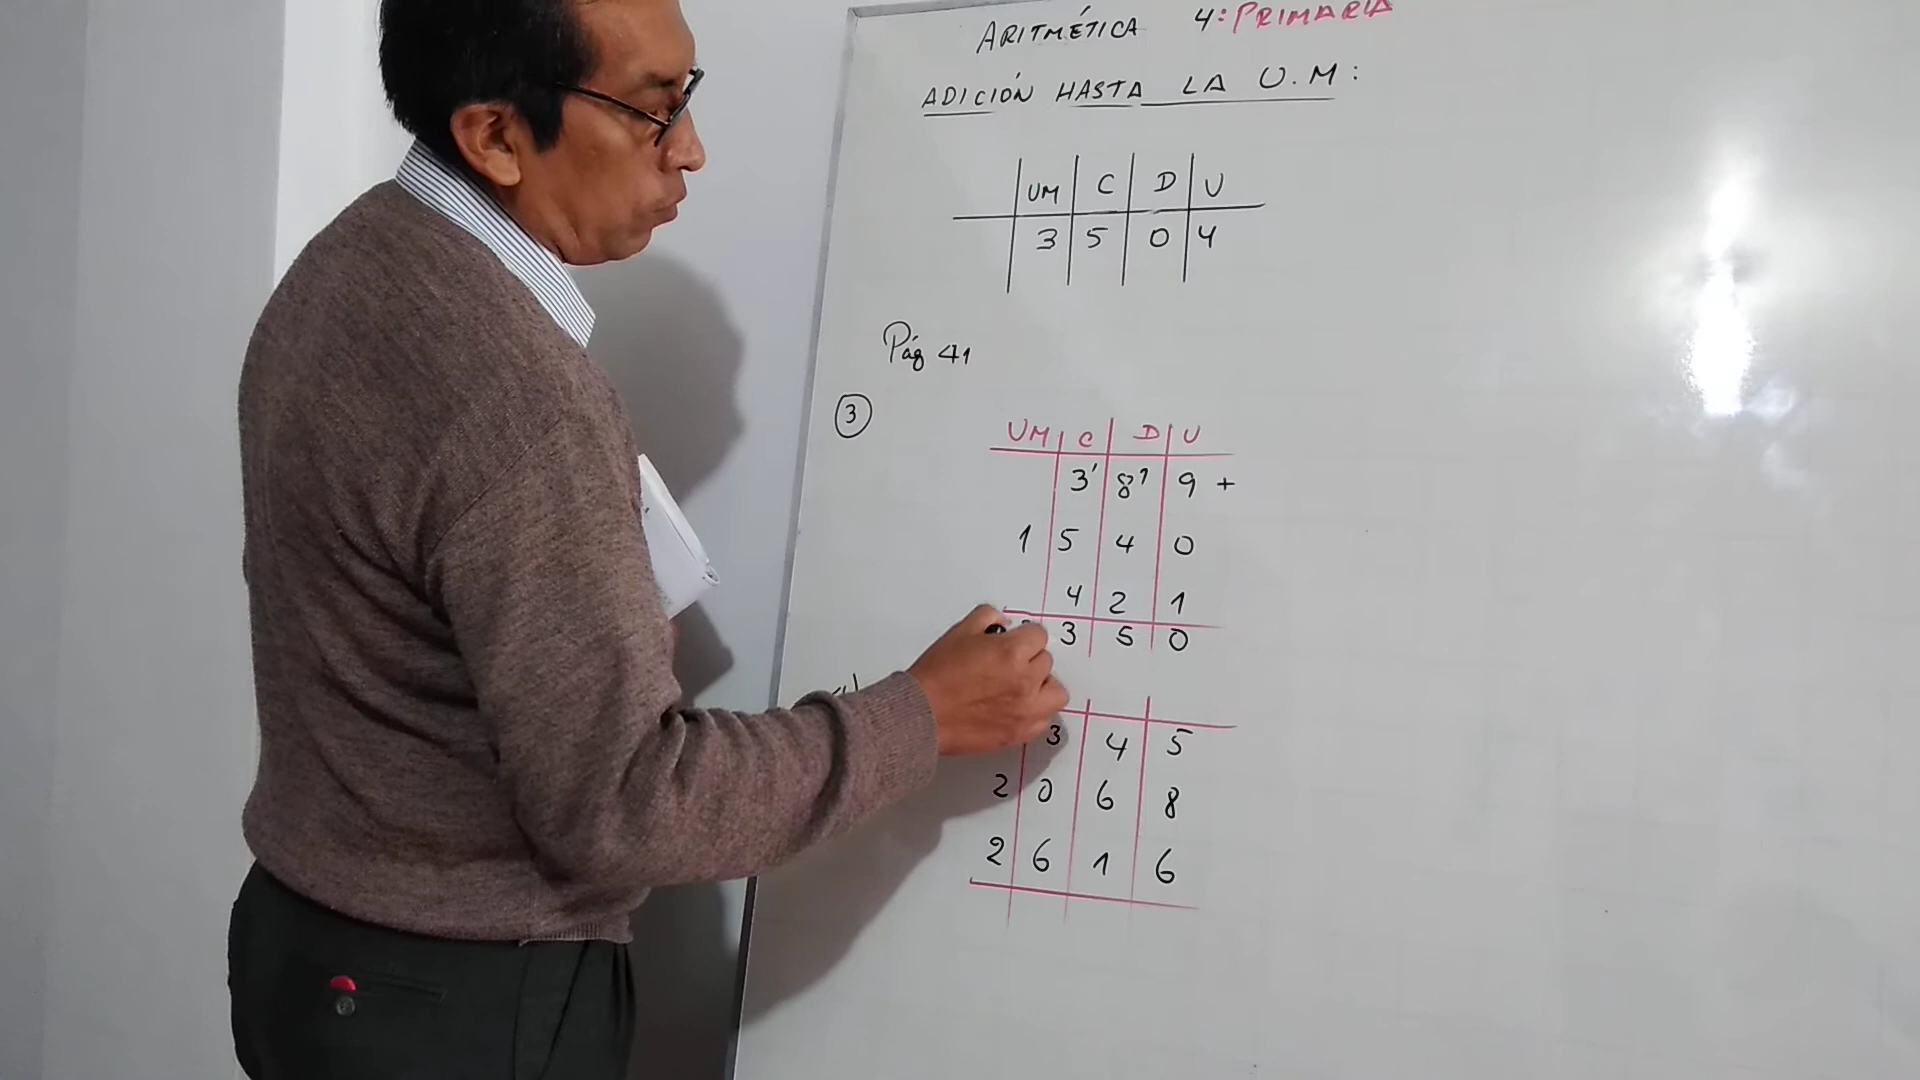 ARITMÉTICA 4: PRIMARIA
ADICIÓN HASTA LA U.M:
UM C D U
3 5 0 4
Pág 41
3
UM C D U
3' 8' 9 +
1 5 4 0
4 2 1
3 5 0
3 4 5
2 0 6 8
2 6 1 6